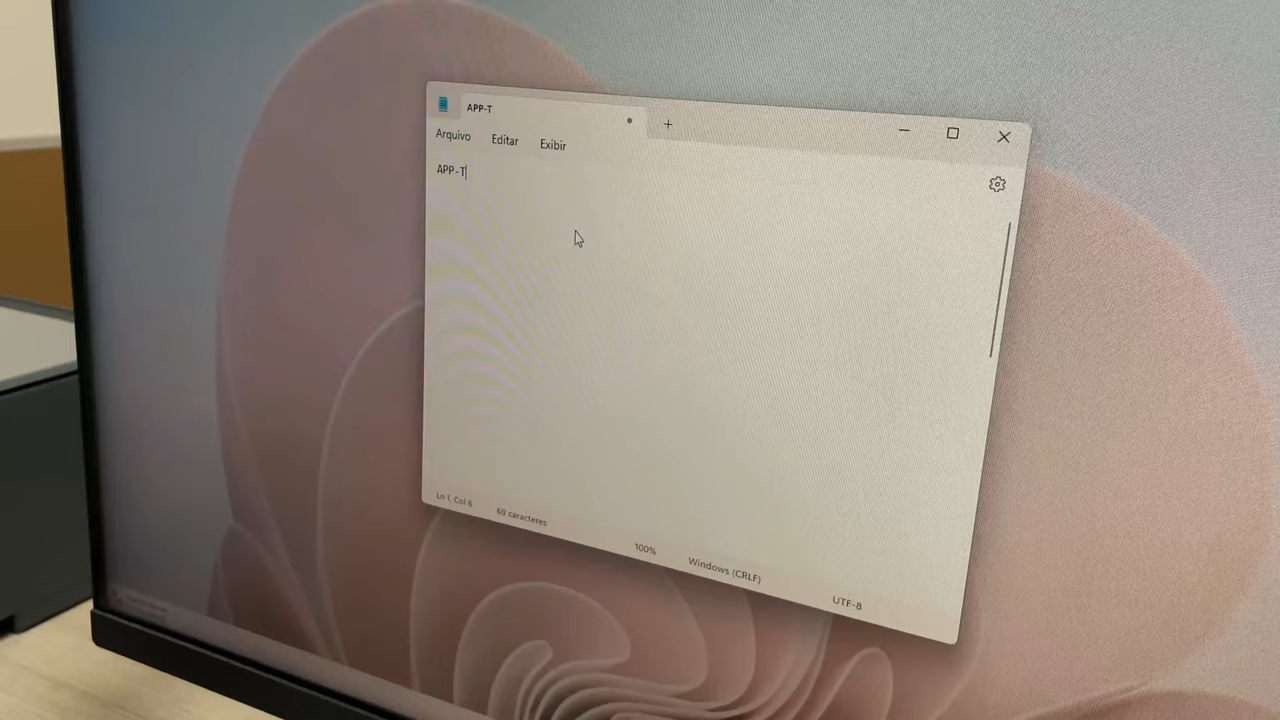 APP-T
Arquivo Editar Exibir
APP-T
Ln 1, Col 6 69 caracteres 100% Windows (CRLF) UTF-8